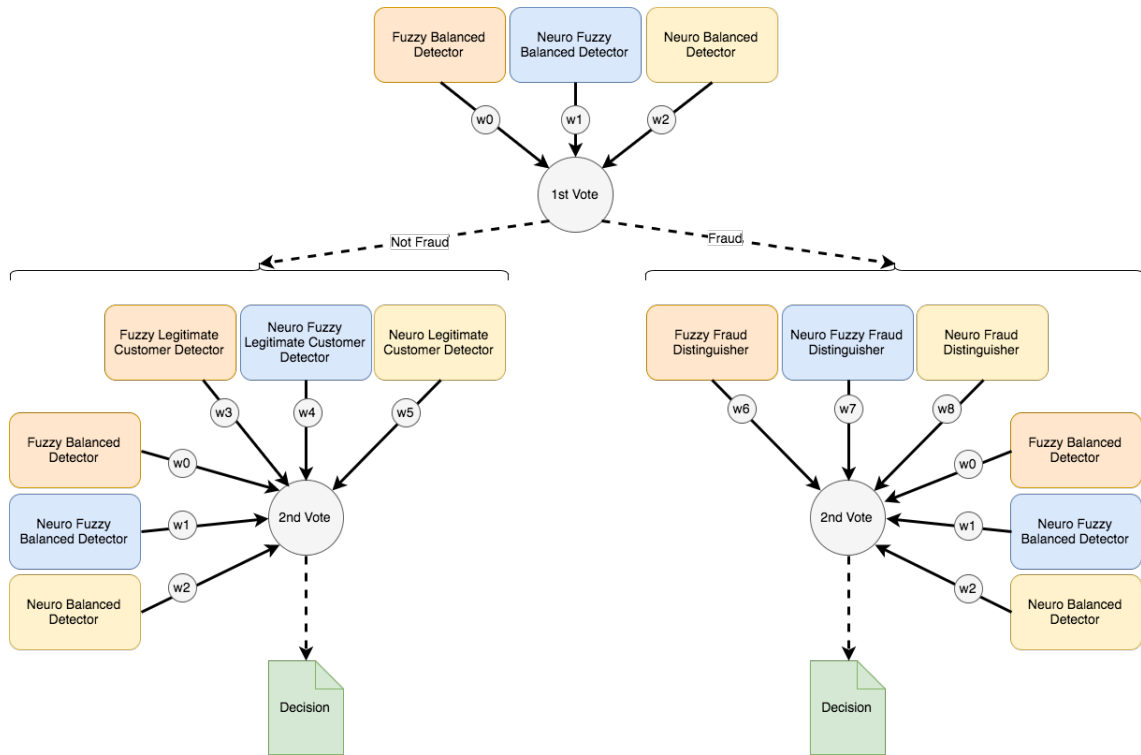 Fuzzy Balanced
Detector
Neuro Fuzzy
Balanced Detector
Neuro Balanced
Detector
w0
w1
w2
1st Vote
Not Fraud
Fraud
Fuzzy Legitimate
Customer Detector
Neuro Fuzzy
Legitimate Customer
Detector
Neuro Legitimate
Customer Detector
w3
w4
w5
Fuzzy Balanced
Detector
w0
Neuro Fuzzy
Balanced Detector
w1
Neuro Balanced
Detector
w2
2nd Vote
Decision
Fuzzy Fraud
Distinguisher
Neuro Fuzzy Fraud
Distinguisher
Neuro Fraud
Distinguisher
w6
w7
w8
Fuzzy Balanced
Detector
w0
Neuro Fuzzy
Balanced Detector
w1
Neuro Balanced
Detector
w2
2nd Vote
Decision